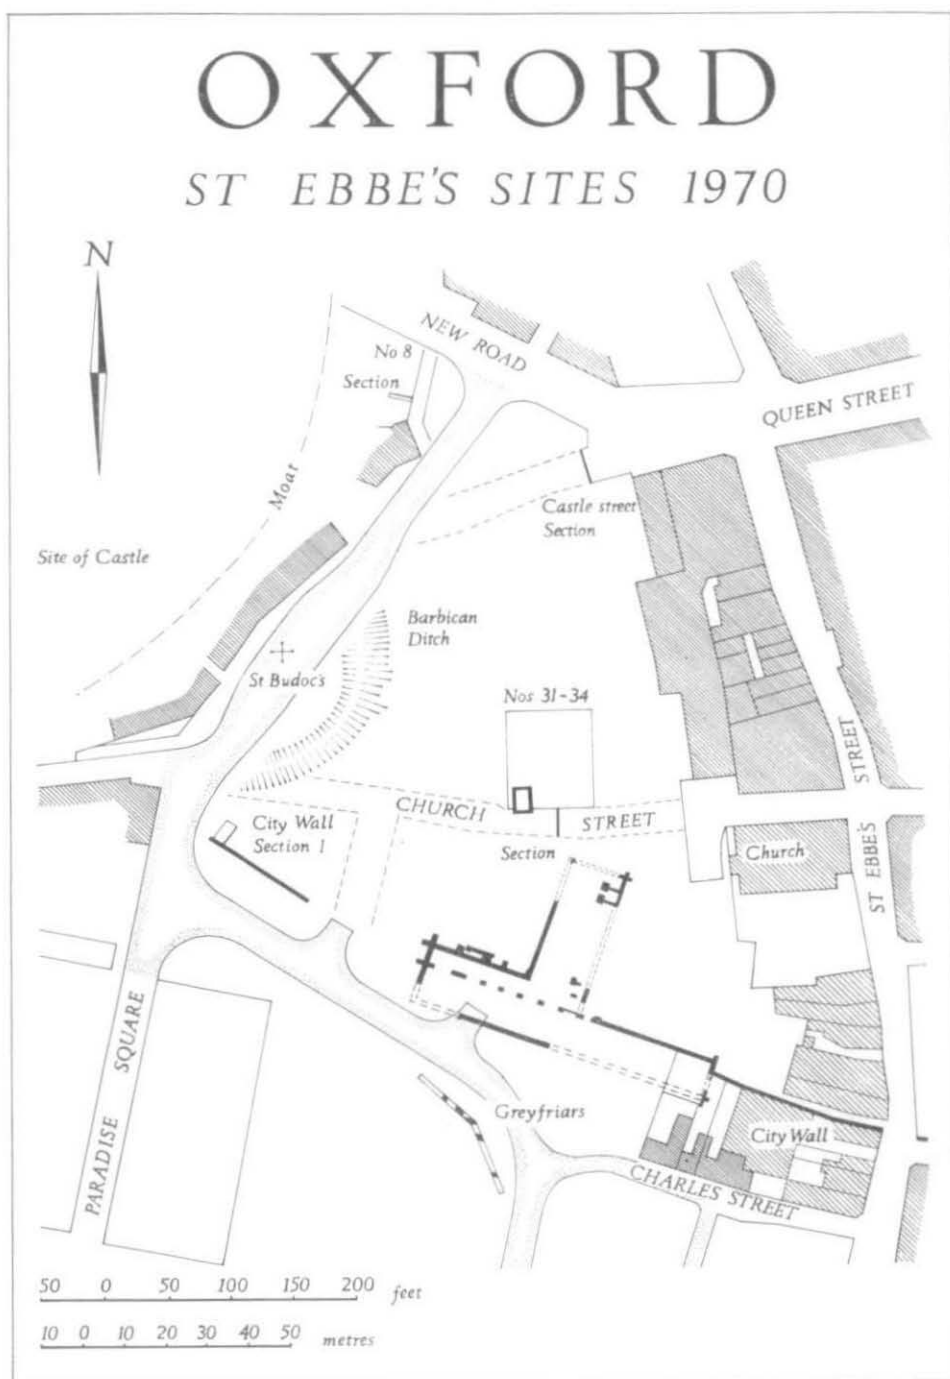 OXFORD
ST EBBE'S SITES 1970
N
NEW ROAD
No 8
Section
QUEEN STREET
Moat
Castle street
Section
Site of Castle
Barbican
Ditch
St Budoc's
Nos 31-34
STREET
CHURCH
STREET
City Wall
Section 1
Section
Church
ST EBBE'S
PARADISE SQUARE
Greyfriars
City Wall
CHARLES STREET
50 0 50 100 150 200 feet
10 0 10 20 30 40 50 metres